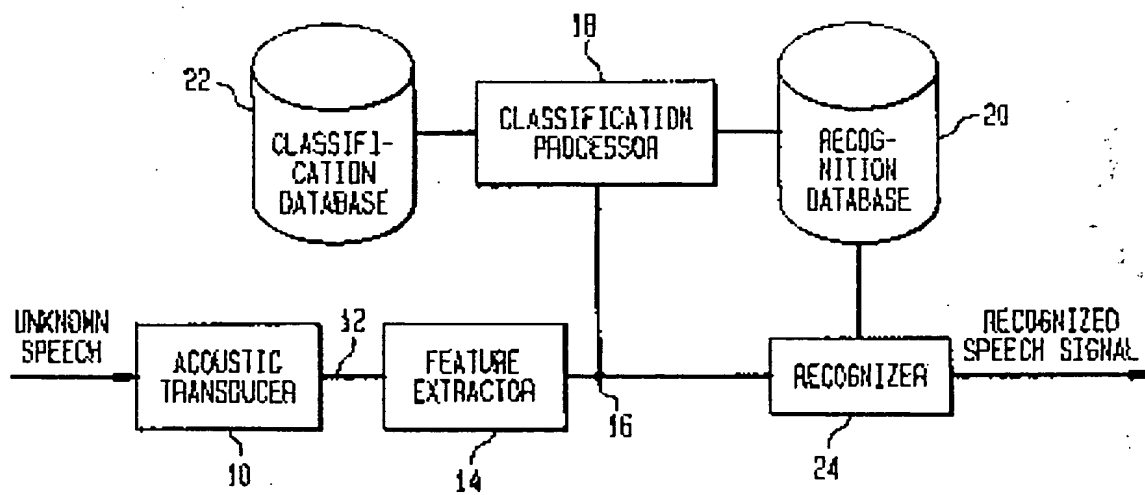 18
22
CLASSIFI-
CATION
DATABASE
CLASSIFICATION
PROCESSOR
RECOG-
NITION
DATABASE
20
UNKNOWN
SPEECH
ACOUSTIC
TRANSDUCER
12
FEATURE
EXTRACTOR
RECOGNIZER
RECOGNIZED
SPEECH SIGNAL
10
14
16
24